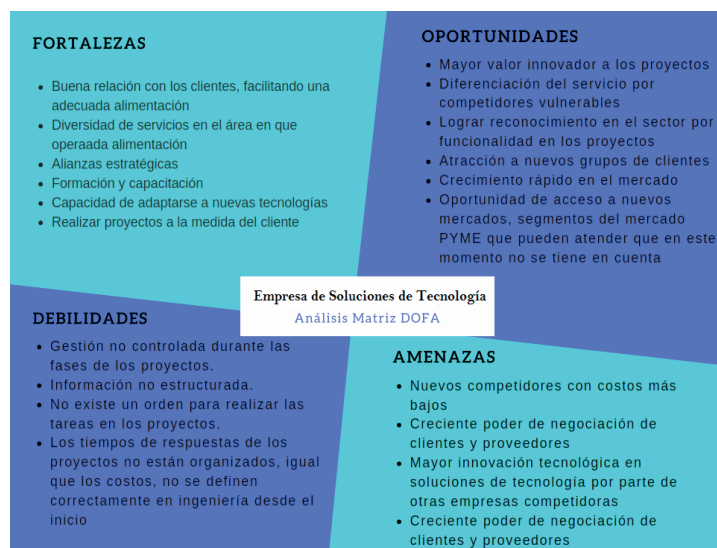 FORTALEZAS
• Buena relación con los clientes, facilitando una
adecuada alimentación
• Diversidad de servicios en el área en que
operaada alimentación
• Alianzas estratégicas
• Formación y capacitación
• Capacidad de adaptarse a nuevas tecnologías
• Realizar proyectos a la medida del cliente
OPORTUNIDADES
• Mayor valor innovador a los proyectos
• Diferenciación del servicio por
competidores vulnerables
• Lograr reconocimiento en el sector por
funcionalidad en los proyectos
• Atracción a nuevos grupos de clientes
• Crecimiento rápido en el mercado
• Oportunidad de acceso a nuevos
mercados, segmentos del mercado
PYME que pueden atender que en este
momento no se tiene en cuenta
Empresa de Soluciones de Tecnología
Análisis Matriz DOFA
DEBILIDADES
• Gestión no controlada durante las
fases de los proyectos.
• Información no estructurada.
• No existe un orden para realizar las
tareas en los proyectos.
• Los tiempos de respuestas de los
proyectos no están organizados, igual
que los costos, no se definen
correctamente en ingeniería desde el
inicio
AMENAZAS
• Nuevos competidores con costos más
bajos
• Creciente poder de negociación de
clientes y proveedores
• Mayor innovación tecnológica en
soluciones de tecnología por parte de
otras empresas competidoras
• Creciente poder de negociación de
clientes y proveedores